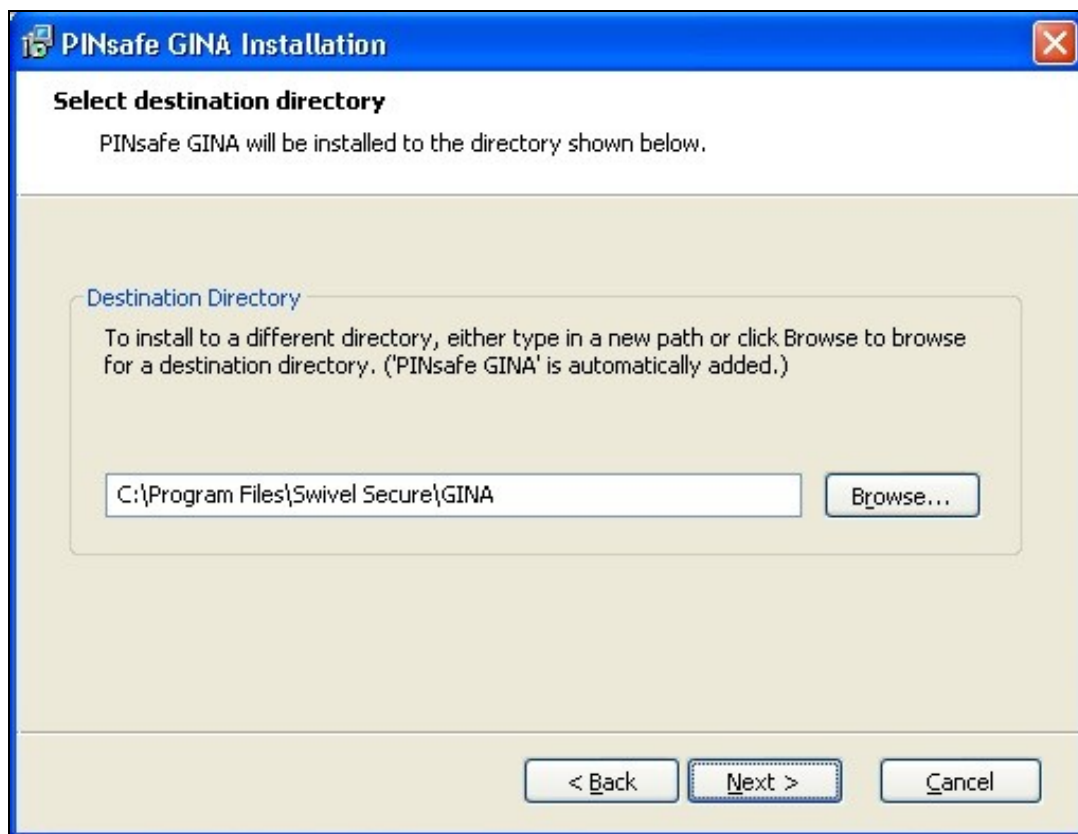 PINsafe GINA Installation
Select destination directory
PINsafe GINA will be installed to the directory shown below.
Destination Directory
To install to a different directory, either type in a new path or click Browse to browse
for a destination directory. ('PINsafe GINA' is automatically added.)
C:\Program Files\Swivel Secure\GINA
Browse...
< Back
Next >
Cancel